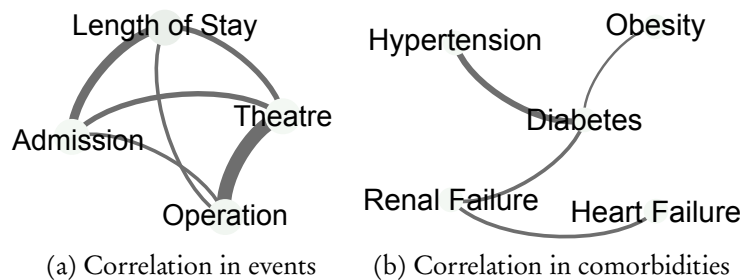 Length of Stay
Theatre
Admission
Operation
(a) Correlation in events
Obesity
Hypertension
Diabetes
Renal Failure
Heart Failure
(b) Correlation in comorbidities